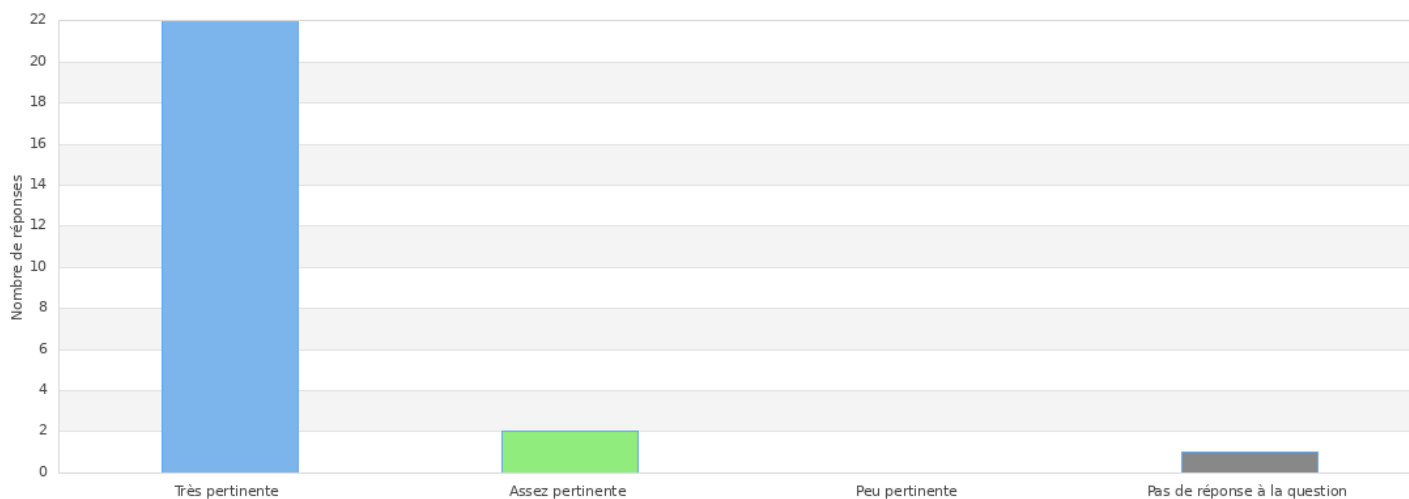 22
20
18
16
14
12
10
8
6
4
2
0
Nombre de réponses
Très pertinente
Assez pertinente
Peu pertinente
Pas de réponse à la question